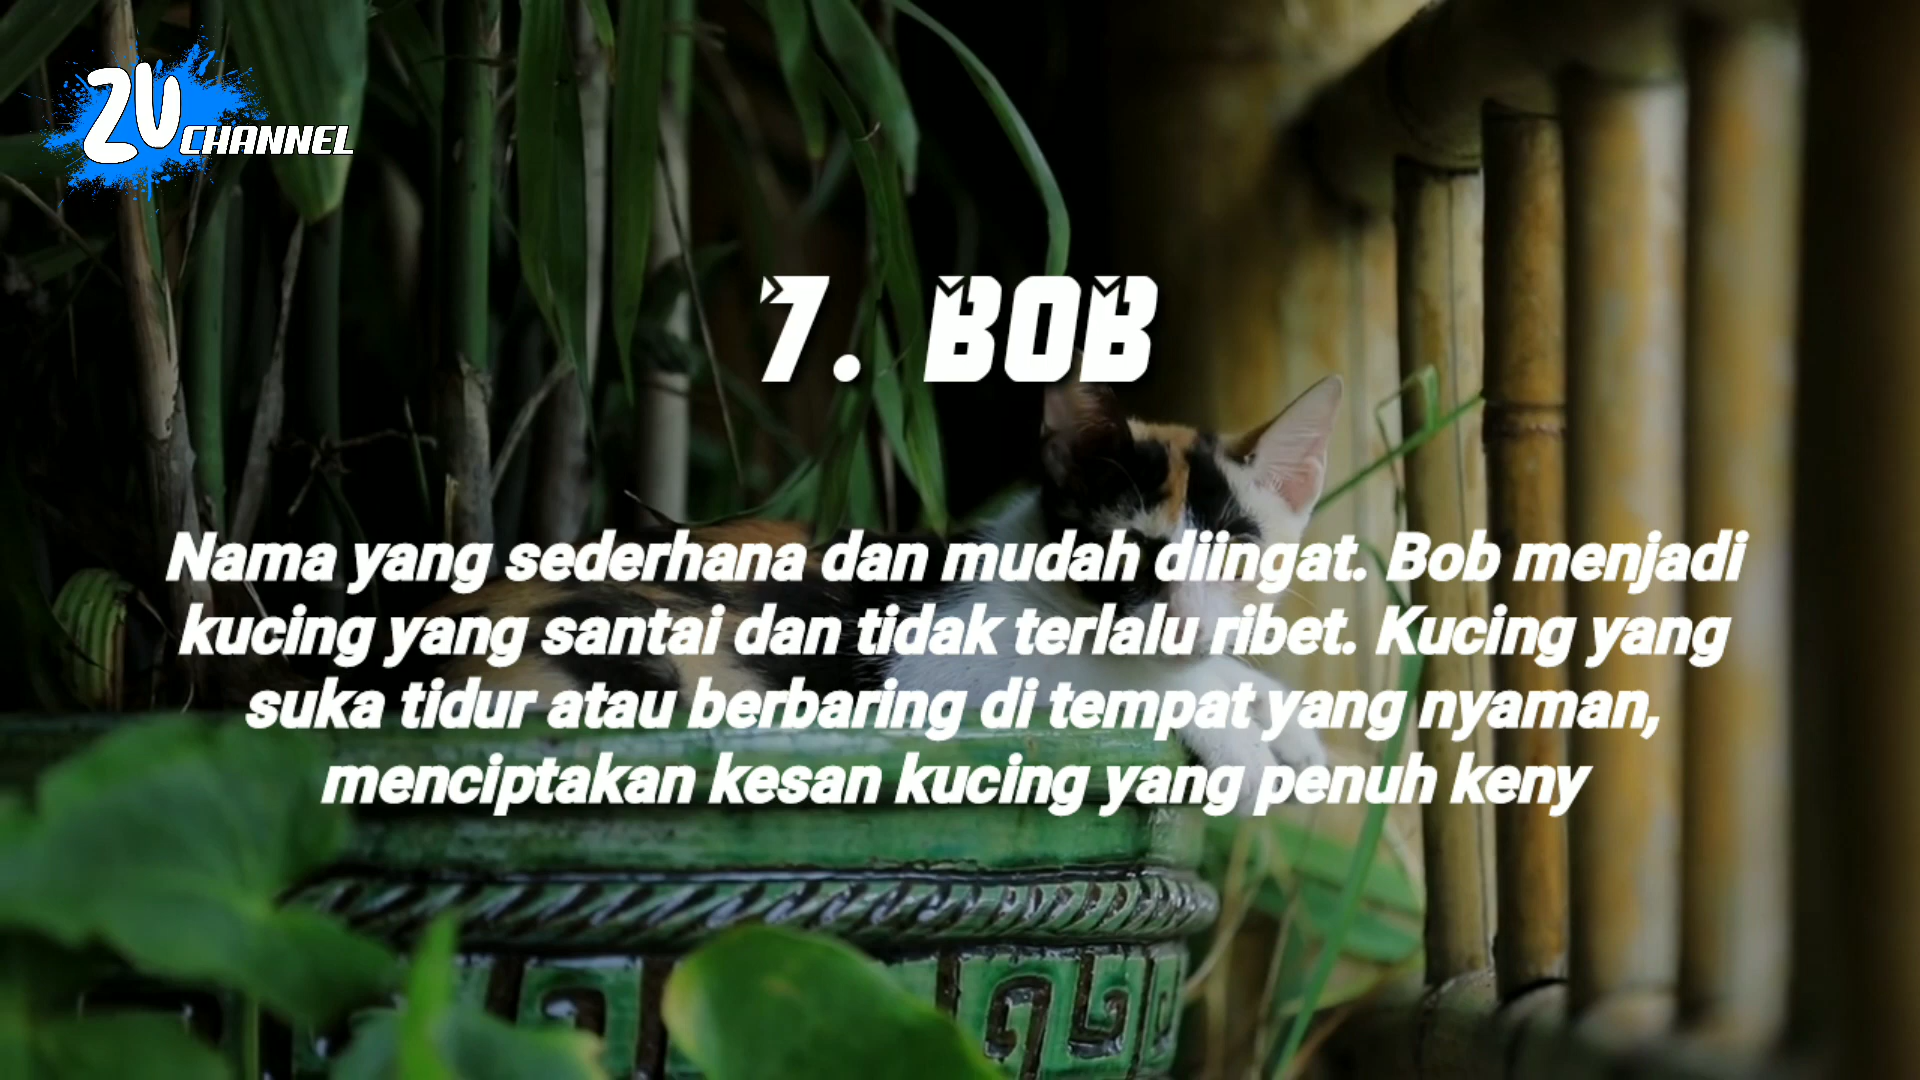 ZU CHANNEL
7. BOB
Nama yang sederhana dan mudah diingat. Bob menjadi
kucing yang santai dan tidak terlalu ribet. Kucing yang
suka tidur atau berbaring di tempat yang nyaman,
menciptakan kesan kucing yang penuh keny